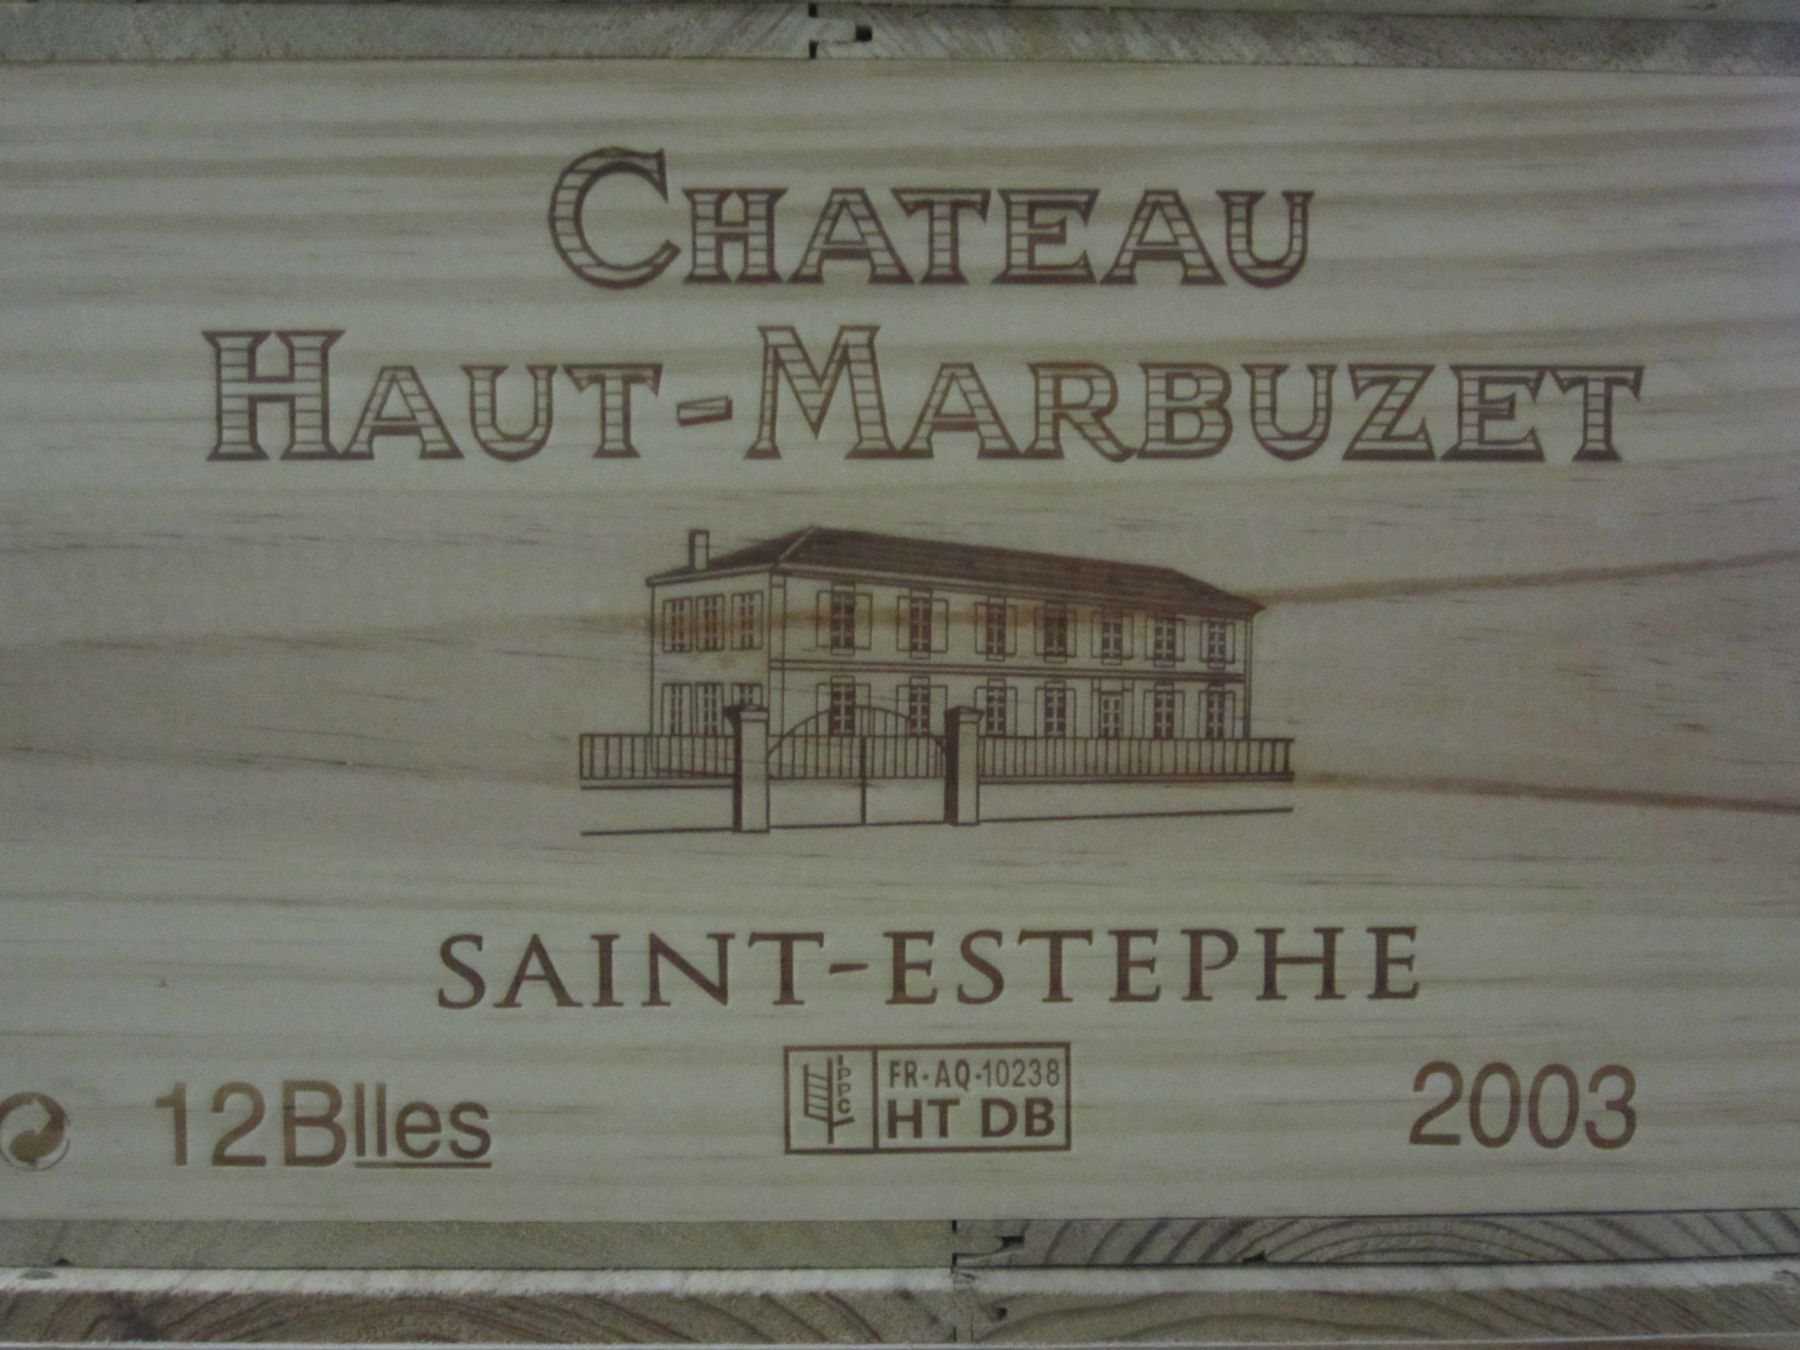 CHATEAU
HAUT-MARBUZET
SAINT-ESTEPHE
12Blles
IPPC
FR-AQ-10238
HT DB
2003